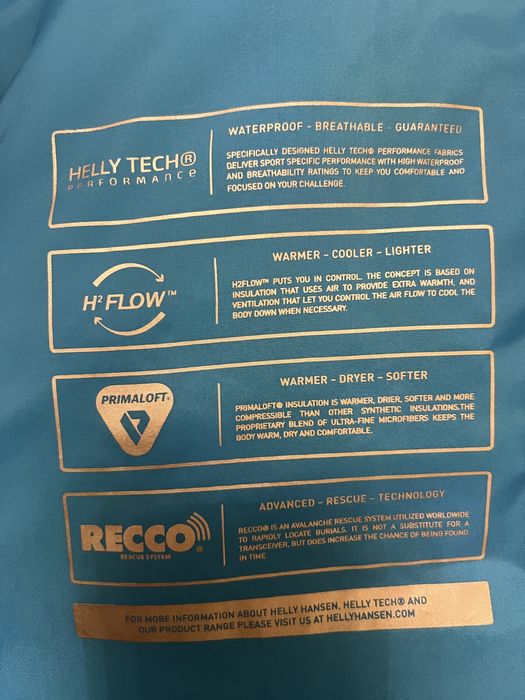 HELLY TECH®
PERFORMANCE
WATERPROOF - BREATHABLE - GUARANTEED
SPECIFICALLY DESIGNED HELLY TECH® PERFORMANCE FABRICS
DELIVER SPORT SPECIFIC PERFORMANCE WITH HIGH WATERPROOF
AND BREATHABILITY RATINGS TO KEEP YOU COMFORTABLE AND
FOCUSED ON YOUR CHALLENGE.
H² FLOW™
WARMER - COOLER - LIGHTER
H2FLOW™ PUTS YOU IN CONTROL. THE CONCEPT IS BASED ON
INSULATION THAT USES AIR TO PROVIDE EXTRA WARMTH, AND
VENTILATION THAT LET YOU CONTROL THE AIR FLOW TO COOL THE
BODY DOWN WHEN NECESSARY.
PRIMALOFT®
WARMER - DRYER - SOFTER
PRIMALOFT® INSULATION IS WARMER, DRIER, SOFTER AND MORE
COMPRESSIBLE THAN OTHER SYNTHETIC INSULATIONS.THE
PROPRIETARY BLEND OF ULTRA-FINE MICROFIBERS KEEPS THE
BODY WARM, DRY AND COMFORTABLE.
RECCO®
RESCUE SYSTEM
ADVANCED - RESCUE - TECHNOLOGY
RECCO® IS AN AVALANCHE RESCUE SYSTEM UTILIZED WORLDWIDE
TO RAPIDLY LOCATE BURIALS. IT IS NOT A SUBSTITUTE FOR A
TRANSCEIVER, BUT DOES INCREASE THE CHANCE OF BEING FOUND
IN TIME.
FOR MORE INFORMATION ABOUT HELLY HANSEN, HELLY TECH® AND
OUR PRODUCT RANGE PLEASE VISIT US AT HELLYHANSEN.COM